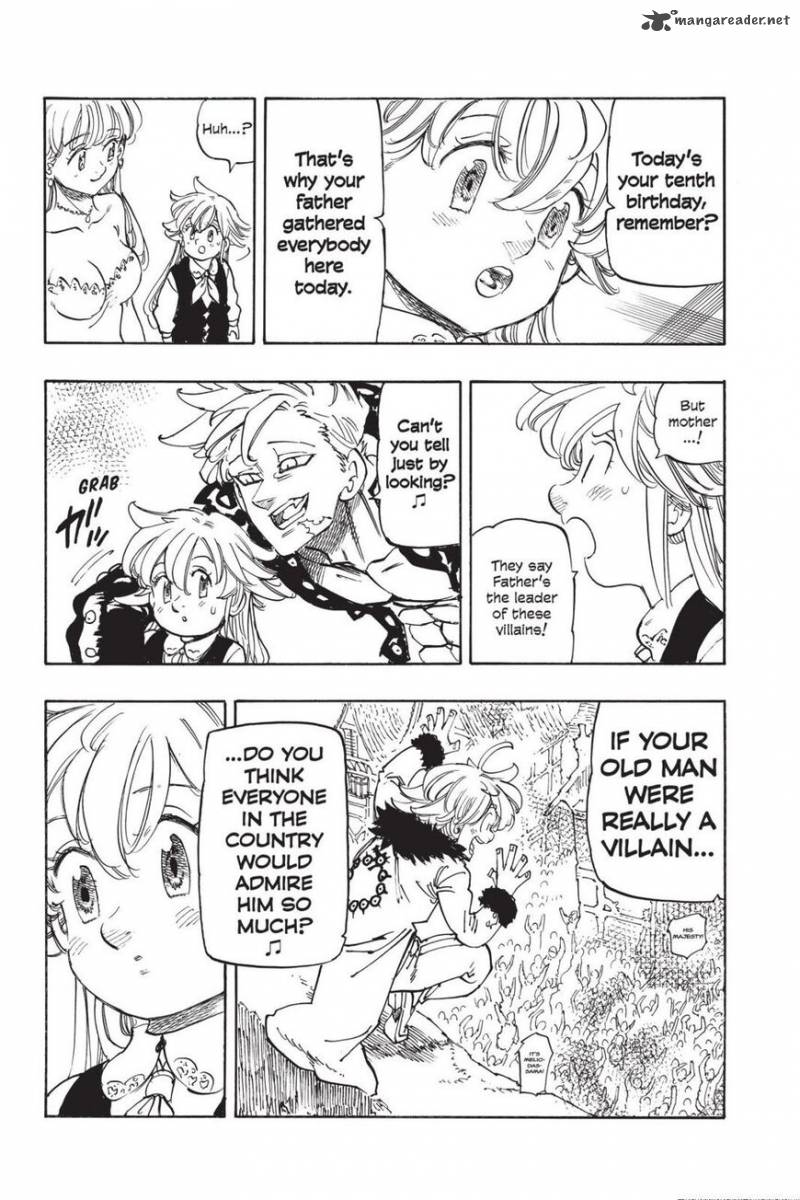 mangareader.net
Today's
your tenth
birthday,
remember?
That's
why your
father
gathered
everybody
here
today.
Huh...?
But
mother
...!
They say
Father's
the leader
of these
villains!
Can't
you tell
just by
looking?
♫
GRAB
ガバッ
IF YOUR
OLD MAN
WERE
REALLY A
VILLAIN...
...DO YOU
THINK
EVERYONE
IN THE
COUNTRY
WOULD
ADMIRE
HIM SO
MUCH?
♫
HIS
MAJESTY!
IT'S
MELIO-
DAS-
SAMA!